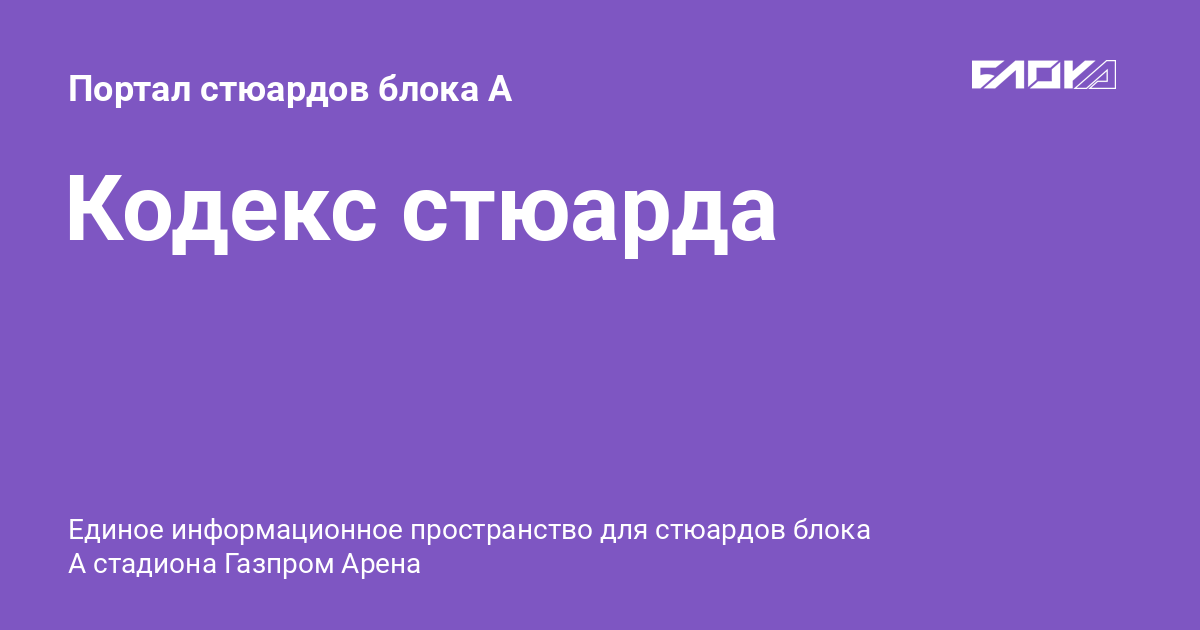 Портал стюардов блока А
БЛОК А
Кодекс стюарда
Единое информационное пространство для стюардов блока
А стадиона Газпром Арена